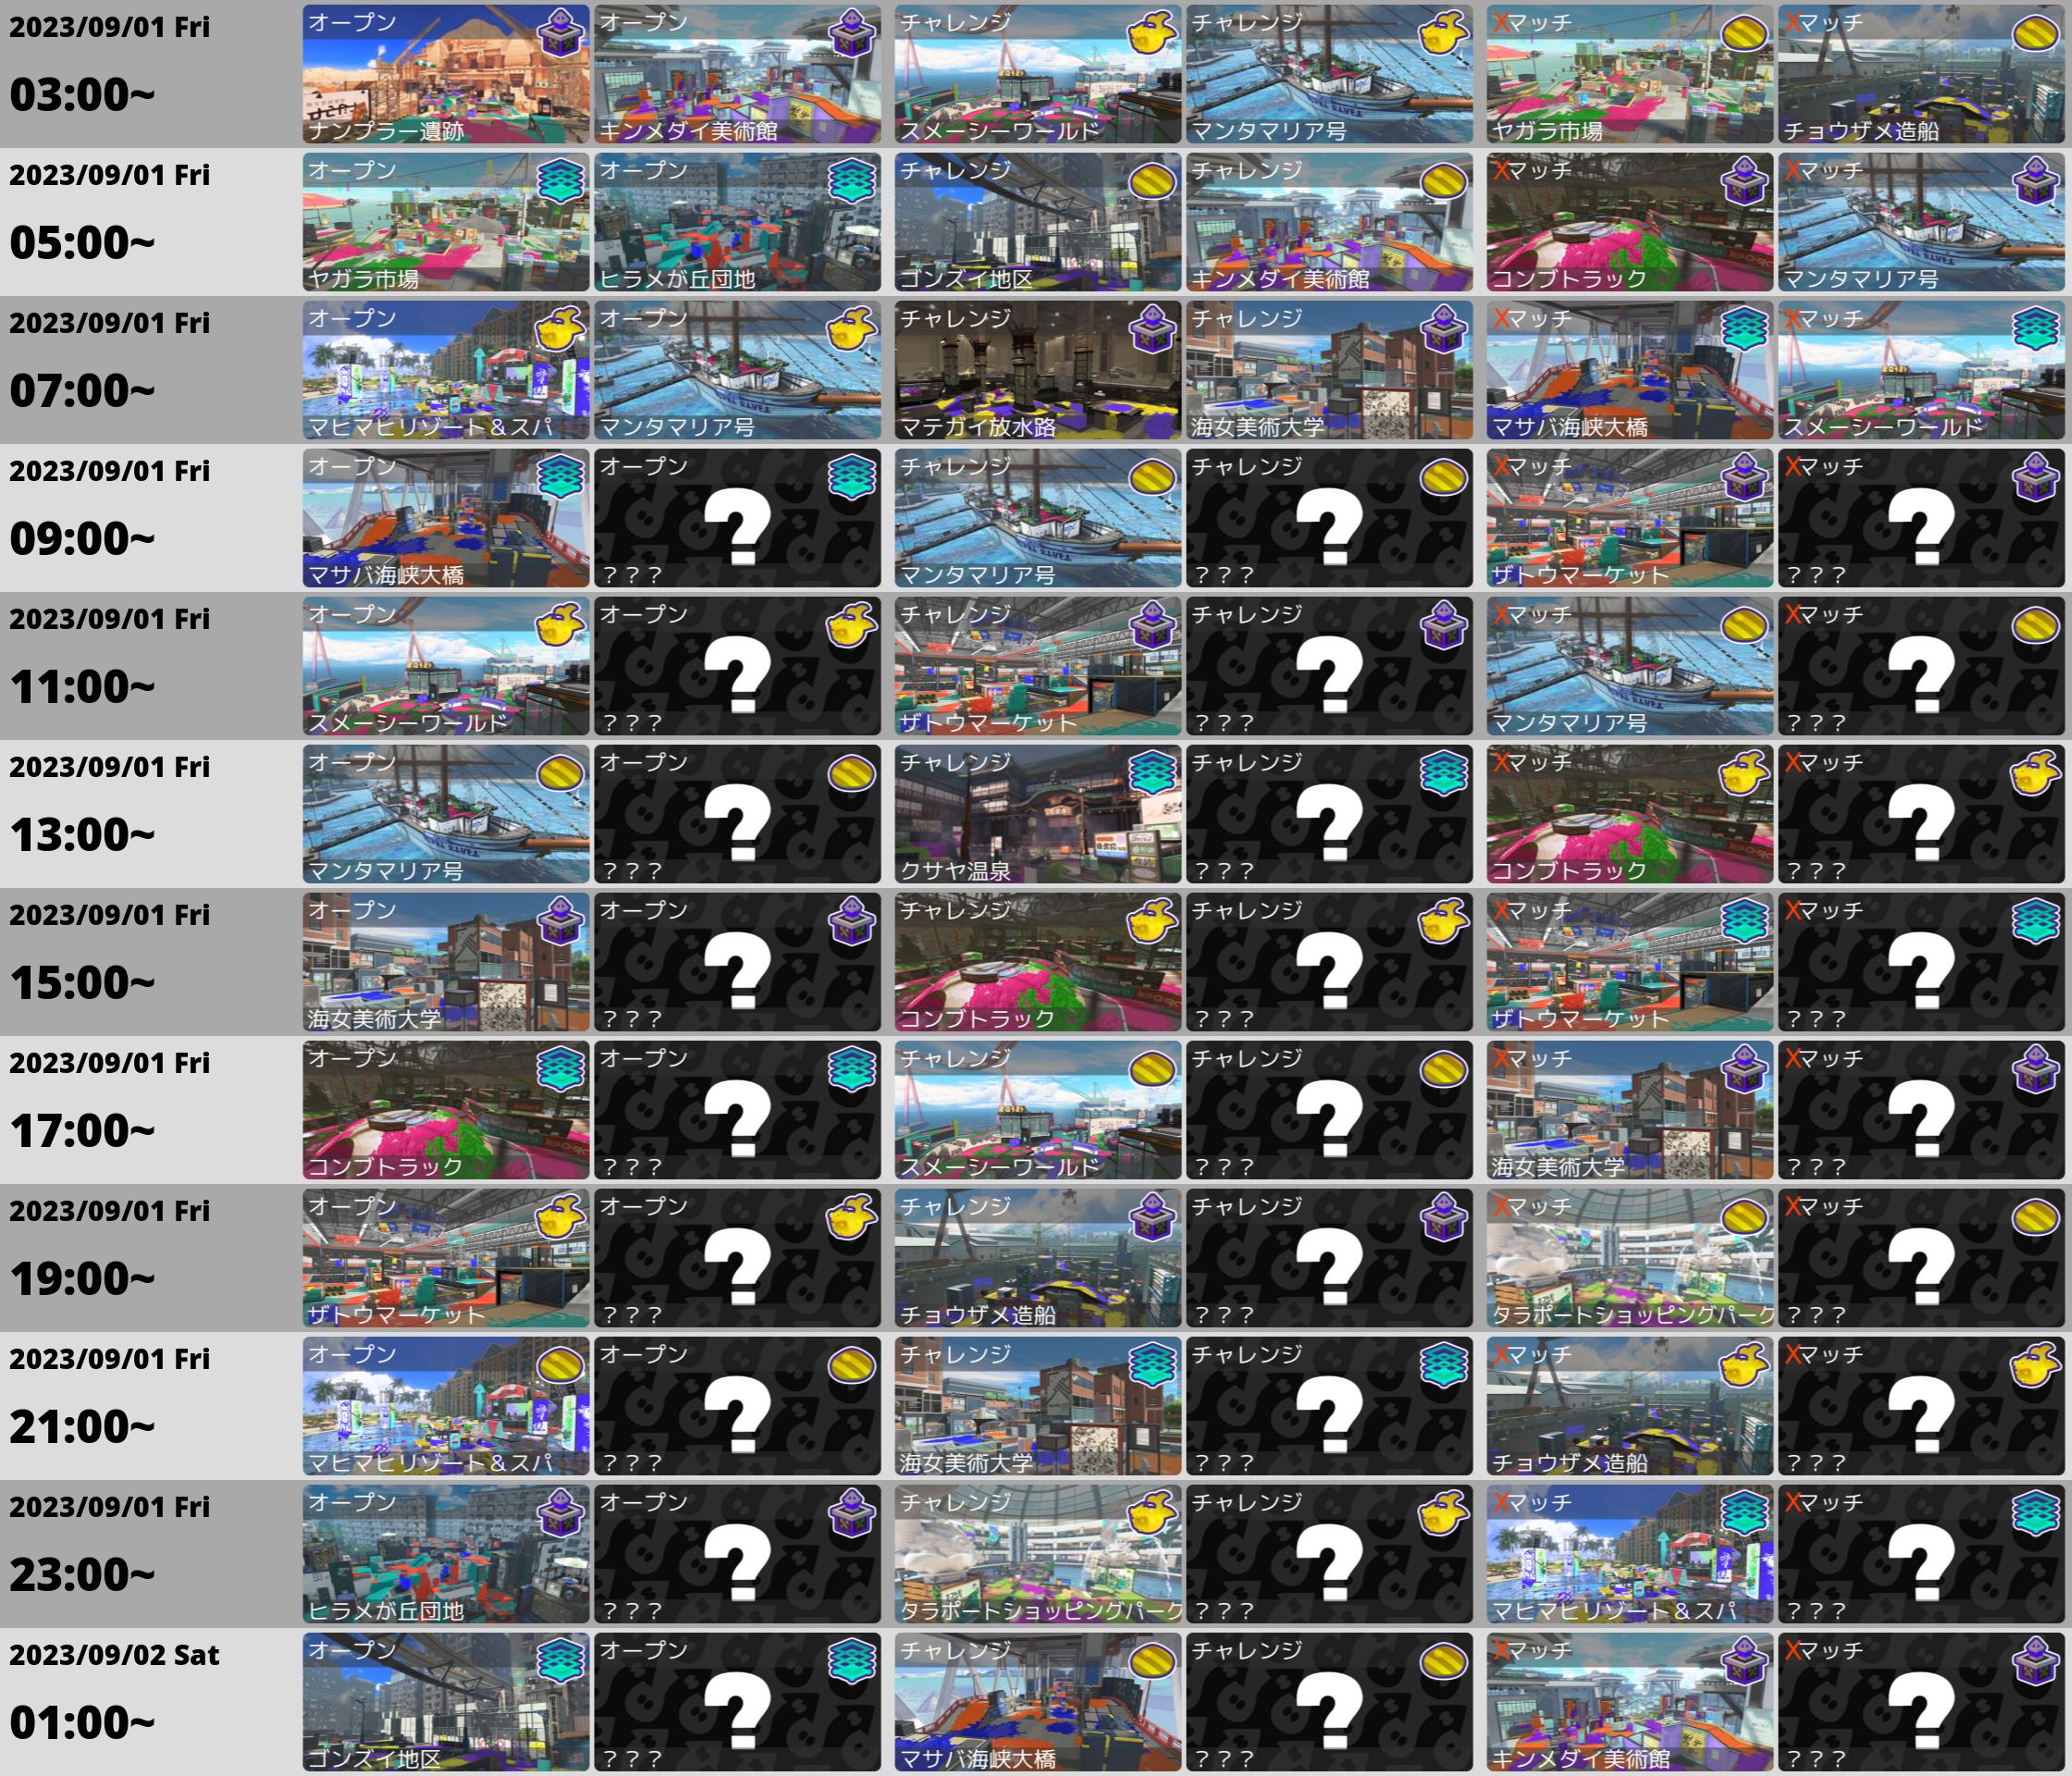 2023/09/01 Fri
03:00~
オープン
ナンプラー遺跡
オープン
キンメダイ美術館
チャレンジ
スメーシーワールド
チャレンジ
マンタマリア号
Xマッチ
ヤガラ市場
Xマッチ
チョウザメ造船
2023/09/01 Fri
05:00~
オープン
ヤガラ市場
オープン
ヒラメが丘団地
チャレンジ
ゴンズイ地区
チャレンジ
キンメダイ美術館
Xマッチ
コンブトラック
Xマッチ
マンタマリア号
2023/09/01 Fri
07:00~
オープン
マヒマヒリゾート＆スパ
オープン
マンタマリア号
チャレンジ
マテガイ放水路
チャレンジ
海女美術大学
Xマッチ
マサバ海峡大橋
Xマッチ
スメーシーワールド
2023/09/01 Fri
09:00~
オープン
マサバ海峡大橋
オープン
?
？？？
チャレンジ
マンタマリア号
チャレンジ
?
？？？
Xマッチ
ザトウマーケット
Xマッチ
?
？？？
2023/09/01 Fri
11:00~
オープン
スメーシーワールド
オープン
?
？？？
チャレンジ
ザトウマーケット
チャレンジ
?
？？？
Xマッチ
マンタマリア号
Xマッチ
?
？？？
2023/09/01 Fri
13:00~
オープン
マンタマリア号
オープン
?
？？？
チャレンジ
クサヤ温泉
チャレンジ
?
？？？
Xマッチ
コンブトラック
Xマッチ
?
？？？
2023/09/01 Fri
15:00~
オープン
海女美術大学
オープン
?
？？？
チャレンジ
コンブトラック
チャレンジ
?
？？？
Xマッチ
ザトウマーケット
Xマッチ
?
？？？
2023/09/01 Fri
17:00~
オープン
コンブトラック
オープン
?
？？？
チャレンジ
スメーシーワールド
チャレンジ
?
？？？
Xマッチ
海女美術大学
Xマッチ
?
？？？
2023/09/01 Fri
19:00~
オープン
ザトウマーケット
オープン
?
？？？
チャレンジ
チョウザメ造船
チャレンジ
?
？？？
Xマッチ
タラポートショッピングパーク
Xマッチ
?
？？？
2023/09/01 Fri
21:00~
オープン
マヒマヒリゾート＆スパ
オープン
?
？？？
チャレンジ
海女美術大学
チャレンジ
?
？？？
Xマッチ
チョウザメ造船
Xマッチ
?
？？？
2023/09/01 Fri
23:00~
オープン
ヒラメが丘団地
オープン
?
？？？
チャレンジ
タラポートショッピングパーク
チャレンジ
?
？？？
Xマッチ
マヒマヒリゾート＆スパ
Xマッチ
?
？？？
2023/09/02 Sat
01:00~
オープン
ゴンズイ地区
オープン
?
？？？
チャレンジ
マサバ海峡大橋
チャレンジ
?
？？？
Xマッチ
キンメダイ美術館
Xマッチ
?
？？？